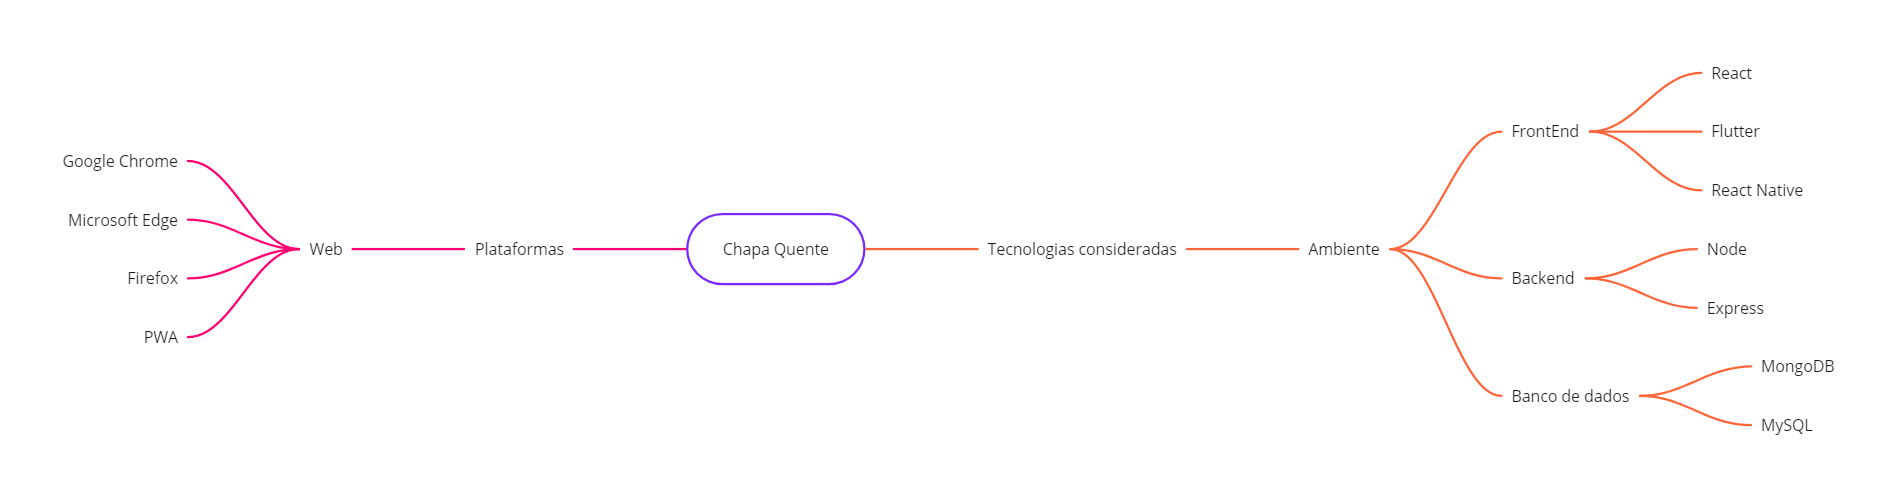 Google Chrome
Microsoft Edge
Firefox
PWA
Web
Plataformas
Chapa Quente
Tecnologias consideradas
Ambiente
FrontEnd
React
Flutter
React Native
Backend
Node
Express
Banco de dados
MongoDB
MySQL